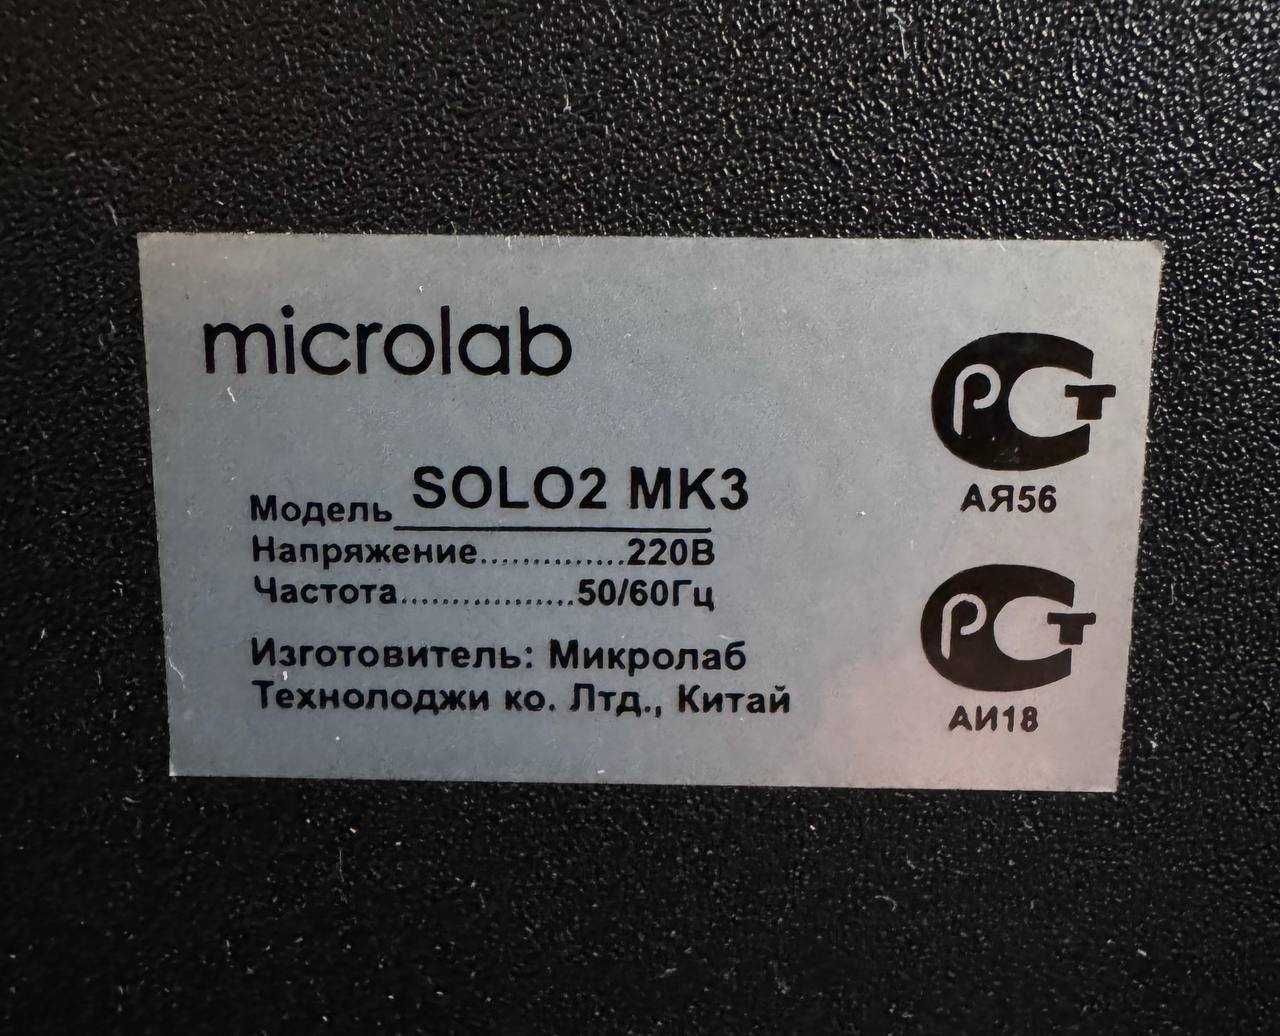 microlab
Модель SOLO2 MK3
Напряжение..............220В
Частота.................50/60Гц
Изготовитель: Микролаб
Технолоджи ко. Лтд., Китай
РСТ
АЯ56
РСТ
АИ18